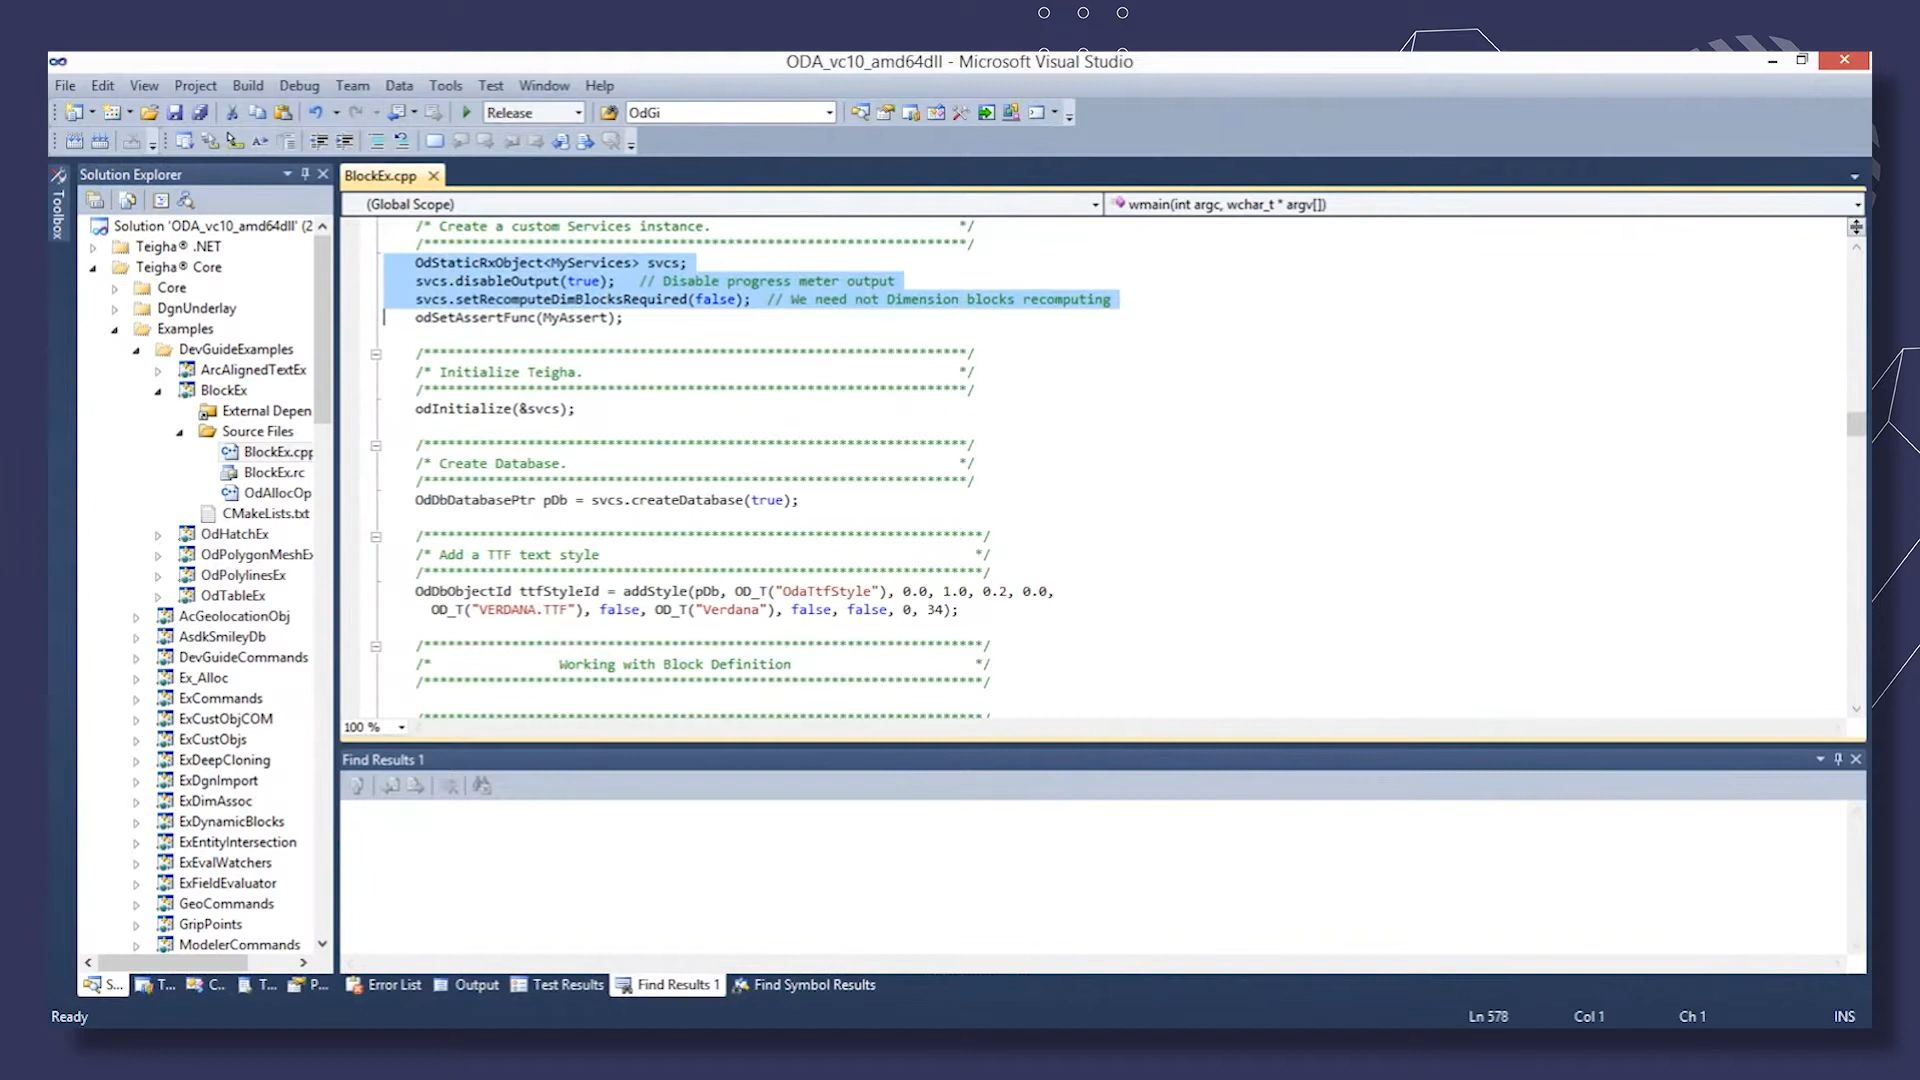 ODA_vc10_amd64dll - Microsoft Visual Studio
File Edit View Project Build Debug Team Data Tools Test Window Help
Release OdGi
Toolbox
Solution Explorer
Solution 'ODA_vc10_amd64dll' (2
Teigha® .NET
Teigha® Core
Core
DgnUnderlay
Examples
DevGuideExamples
ArcAlignedTextEx
BlockEx
External Depen
Source Files
BlockEx.cpp
BlockEx.rc
OdAllocOp
CMakeLists.txt
OdHatchEx
OdPolygonMeshEx
OdPolylinesEx
OdTableEx
AcGeolocationObj
AsdkSmileyDb
DevGuideCommands
Ex_Alloc
ExCommands
ExCustObjCOM
ExCustObjs
ExDeepCloning
ExDgnImport
ExDimAssoc
ExDynamicBlocks
ExEntityIntersection
ExEvalWatchers
ExFieldEvaluator
GeoCommands
GripPoints
ModelerCommands
S... T... C... T... P...
BlockEx.cpp
(Global Scope) wmain(int argc, wchar_t * argv[])
/* Create a custom Services instance. */
/********************************************************************/
OdStaticRxObject<MyServices> svcs;
svcs.disableOutput(true); // Disable progress meter output
svcs.setRecomputeDimBlocksRequired(false); // We need not Dimension blocks recomputing
odSetAssertFunc(MyAssert);
/********************************************************************/
/* Initialize Teigha. */
/********************************************************************/
odInitialize(&svcs);
/********************************************************************/
/* Create Database. */
/********************************************************************/
OdDbDatabasePtr pDb = svcs.createDatabase(true);
/**********************************************************************/
/* Add a TTF text style */
/**********************************************************************/
OdDbObjectId ttfStyleId = addStyle(pDb, OD_T("OdaTtfStyle"), 0.0, 1.0, 0.2, 0.0,
OD_T("VERDANA.TTF"), false, OD_T("Verdana"), false, false, 0, 34);
/**********************************************************************/
/* Working with Block Definition */
/**********************************************************************/
/**********************************************************************/
100 %
Find Results 1
Error List Output Test Results Find Results 1 Find Symbol Results
Ready Ln 578 Col 1 Ch 1 INS